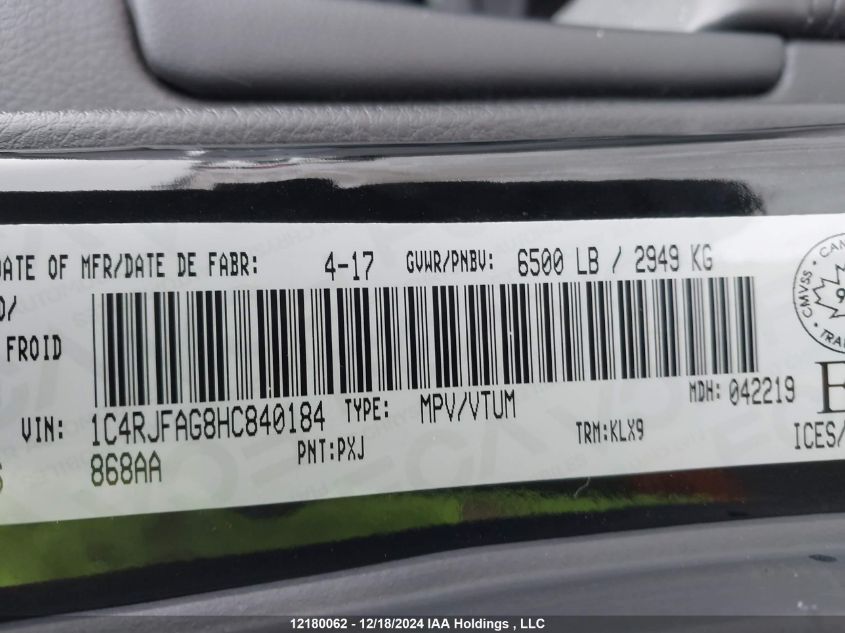 DATE OF MFR/DATE DE FABR: 4-17 GVWR/PNBV: 6500 LB / 2949 KG
FROID
VIN: 1C4RJFAG8HC840184 TYPE: MPV/VTUM MDH: 042219
868AA PNT:PXJ TRM:KLX9 ICES/
CMVSS
12180062 - 12/18/2024 IAA Holdings , LLC